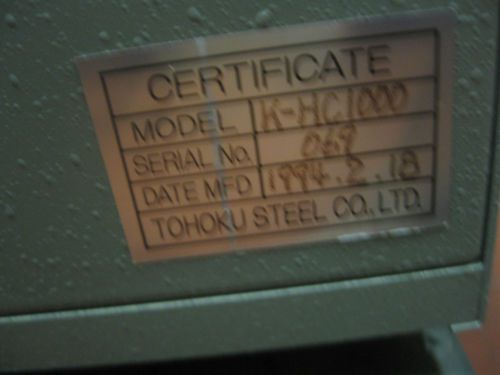 CERTIFICATE
MODEL K-HC1000
SERIAL No. 069
DATE MFD 1994.2.18
TOHOKU STEEL CO., LTD.